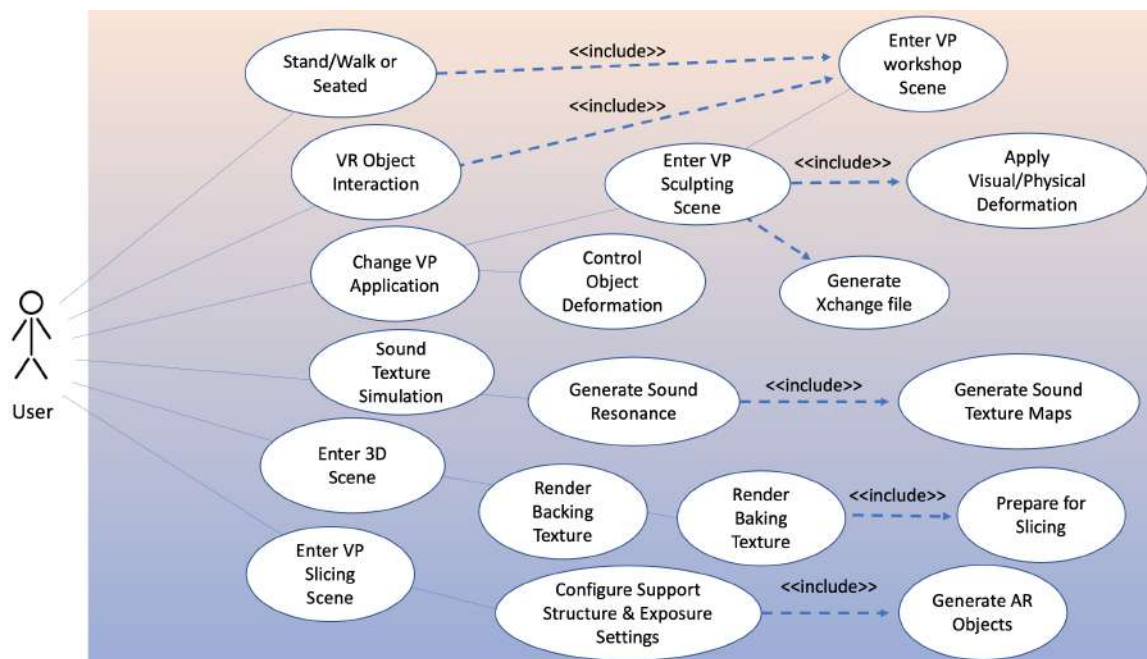 Stand/Walk or
Seated
<<include>>
Enter VP
workshop
Scene
<<include>>
VR Object
Interaction
Enter VP
Sculpting
Scene
<<include>>
Apply
Visual/Physical
Deformation
Change VP
Application
Control
Object
Deformation
Generate
Xchange file
User
Sound
Texture
Simulation
Generate Sound
Resonance
<<include>>
Generate Sound
Texture Maps
Enter 3D
Scene
Render
Backing
Texture
Render
Baking
Texture
<<include>>
Prepare for
Slicing
Enter VP
Slicing
Scene
Configure Support
Structure & Exposure
Settings
<<include>>
Generate AR
Objects